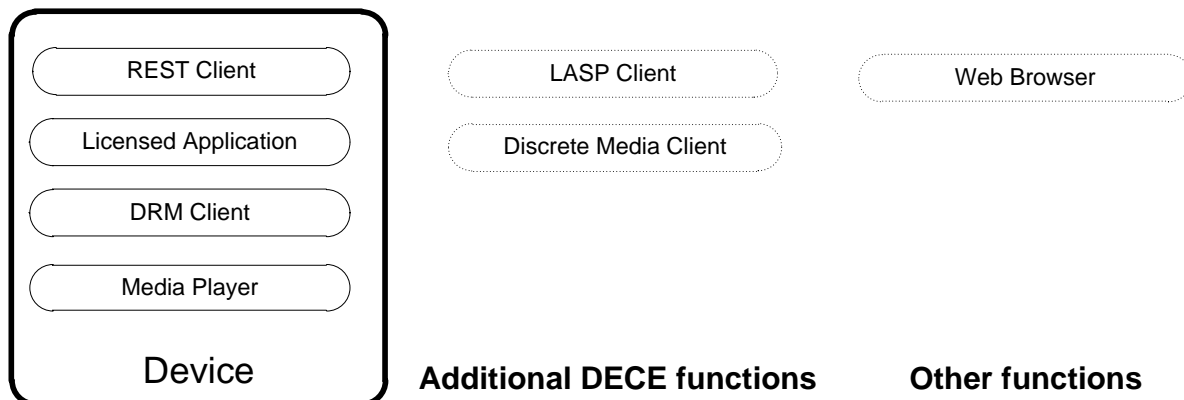 REST Client
Licensed Application
DRM Client
Media Player
Device
LASP Client
Discrete Media Client
Additional DECE functions
Web Browser
Other functions